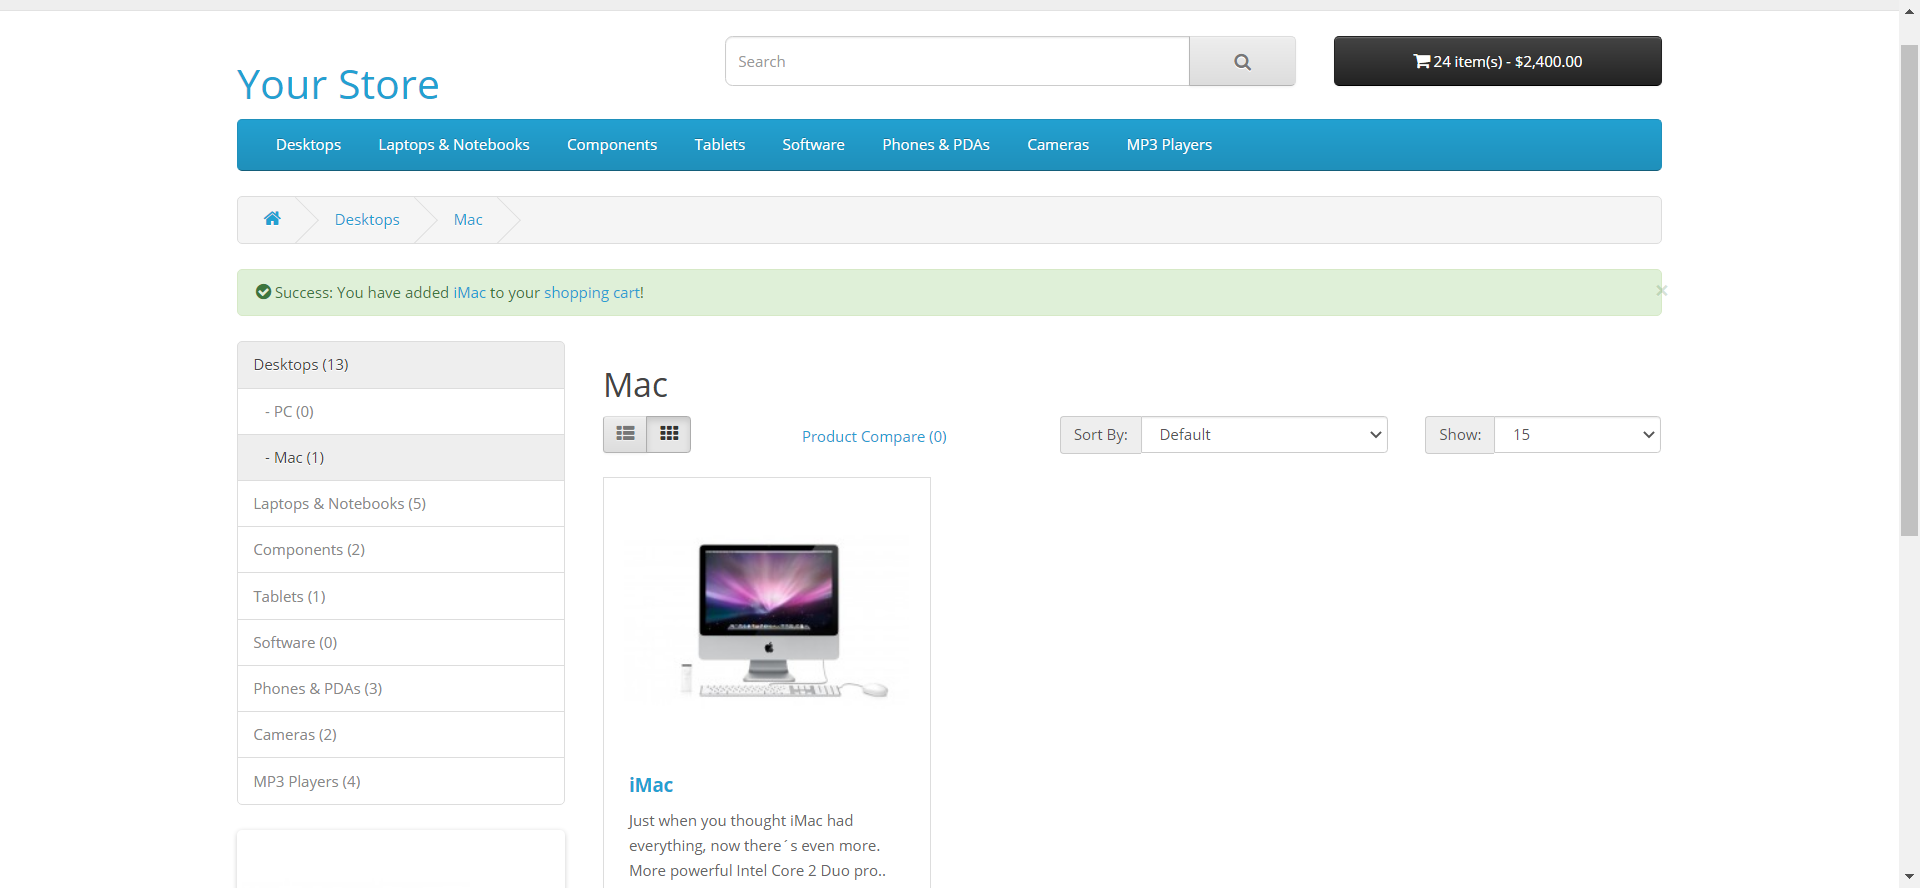 Your Store
Search
24 item(s) - $2,400.00
Desktops
Laptops & Notebooks
Components
Tablets
Software
Phones & PDAs
Cameras
MP3 Players
Desktops
Mac
Success: You have added iMac to your shopping cart!
×
Desktops (13)
- PC (0)
- Mac (1)
Laptops & Notebooks (5)
Components (2)
Tablets (1)
Software (0)
Phones & PDAs (3)
Cameras (2)
MP3 Players (4)
Mac
Product Compare (0)
Sort By:
Default
Show:
15
iMac
Just when you thought iMac had
everything, now there´s even more.
More powerful Intel Core 2 Duo pro..